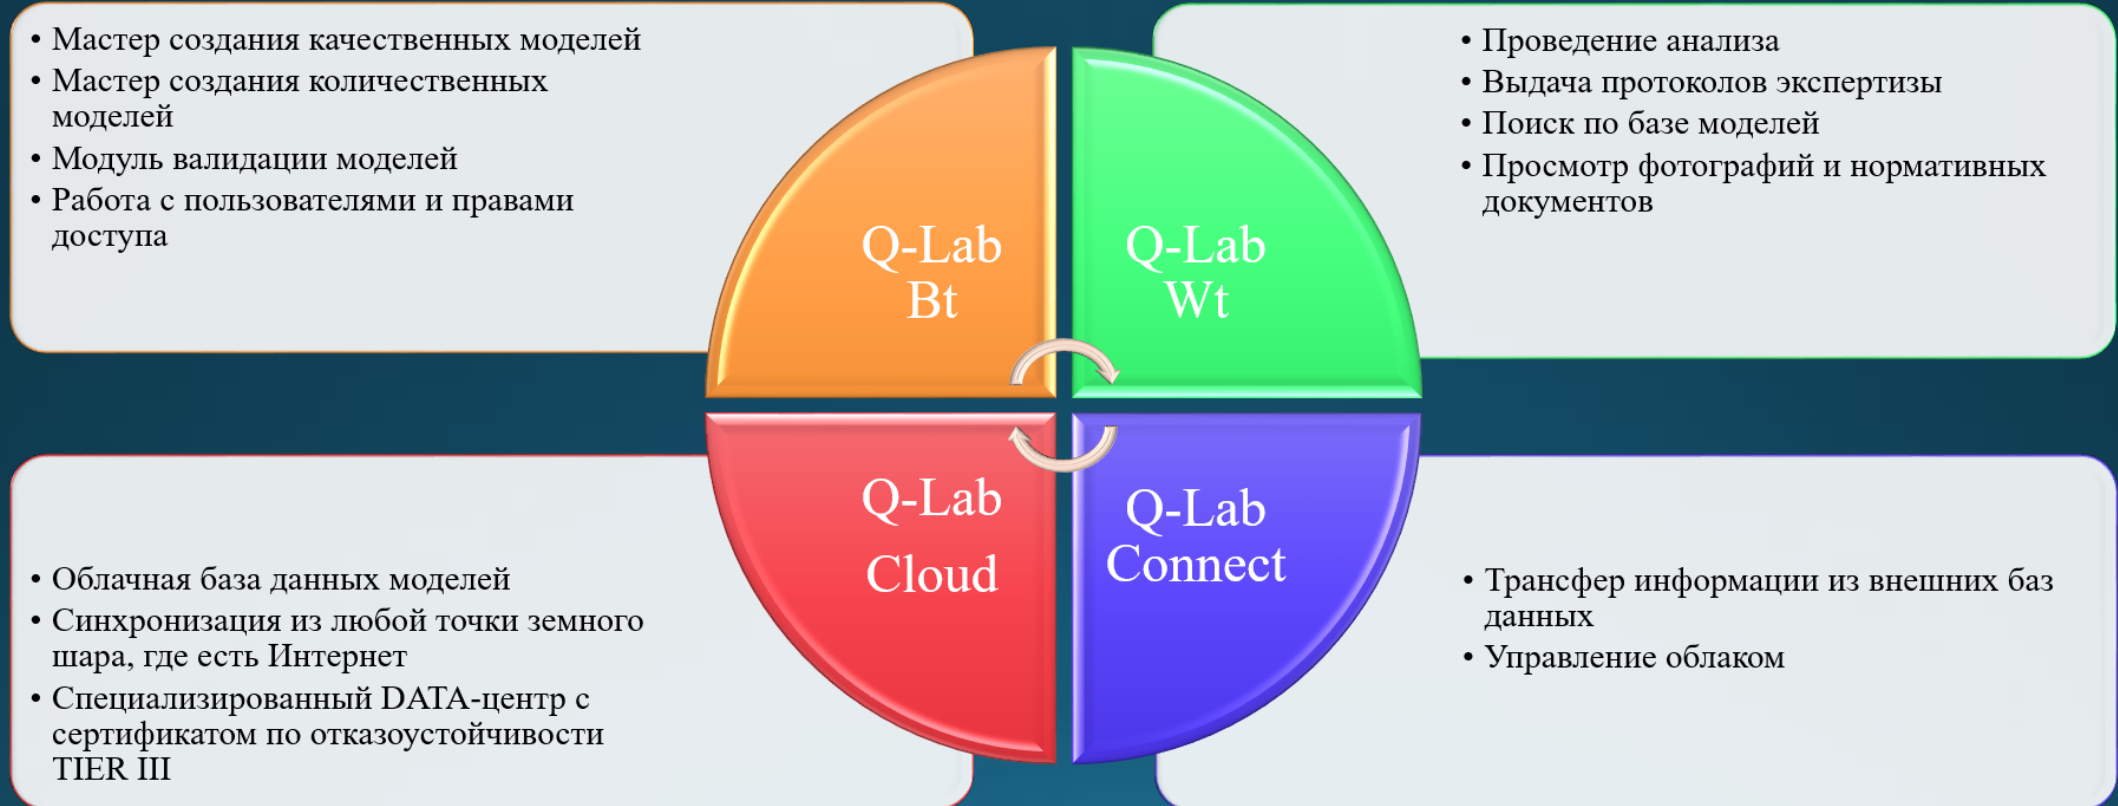 • Мастер создания качественных моделей
• Мастер создания количественных
моделей
• Модуль валидации моделей
• Работа с пользователями и правами
доступа
Q-Lab
Bt
Q-Lab
Wt
• Проведение анализа
• Выдача протоколов экспертизы
• Поиск по базе моделей
• Просмотр фотографий и нормативных
документов
• Облачная база данных моделей
• Синхронизация из любой точки земного
шара, где есть Интернет
• Специализированный DATA-центр с
сертификатом по отказоустойчивости
TIER III
Q-Lab
Cloud
Q-Lab
Connect
• Трансфер информации из внешних баз
данных
• Управление облаком